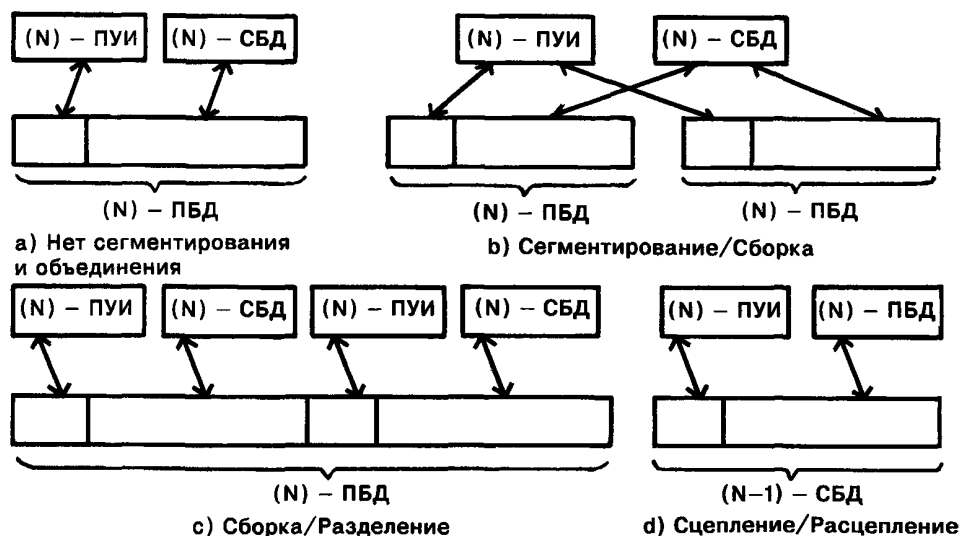 (N) – ПУИ (N) – СБД (N) – ПУИ (N) – СБД
(N) – ПБД (N) – ПБД (N) – ПБД
a) Нет сегментирования
и объединения
b) Сегментирование/Сборка
(N) – ПУИ (N) – СБД (N) – ПУИ (N) – СБД (N) – ПУИ (N) – ПБД
(N) – ПБД (N–1) – СБД
c) Сборка/Разделение d) Сцепление/Расцепление